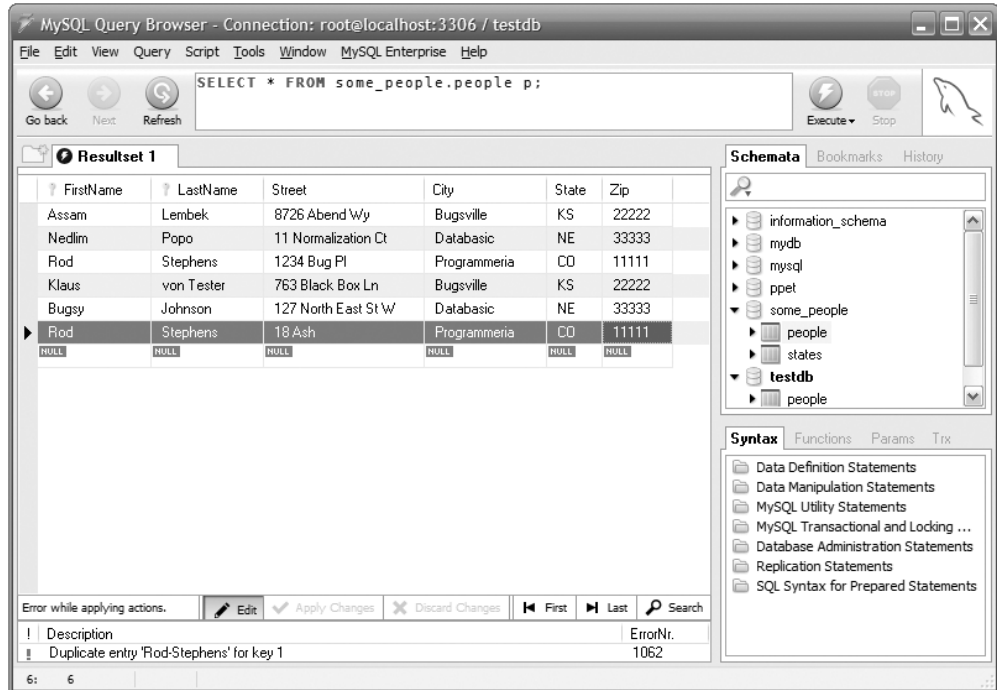 MySQL Query Browser - Connection: root@localhost:3306 / testdb
File Edit View Query Script Tools Window MySQL Enterprise Help
SELECT * FROM some_people.people p;
Go back Next Refresh Execute STOP Stop
Resultset 1
FirstName LastName Street City State Zip
Assam Lembek 8726 Abend Wy Bugsville KS 22222
Nedlim Popo 11 Normalization Ct Databasic NE 33333
Rod Stephens 1234 Bug Pl Programmeria CO 11111
Klaus von Tester 763 Black Box Ln Bugsville KS 22222
Bugsy Johnson 127 North East St W Databasic NE 33333
Rod Stephens 18 Ash Programmeria CO 11111
NULL NULL NULL NULL NULL NULL
Schemata Bookmarks History
information_schema
mydb
mysql
ppet
some_people
people
states
testdb
people
Syntax Functions Params Trx
Data Definition Statements
Data Manipulation Statements
MySQL Utility Statements
MySQL Transactional and Locking ...
Database Administration Statements
Replication Statements
SQL Syntax for Prepared Statements
Error while applying actions. Edit Apply Changes Discard Changes First Last Search
! Description ErrorNr.
! Duplicate entry 'Rod-Stephens' for key 1 1062
6: 6